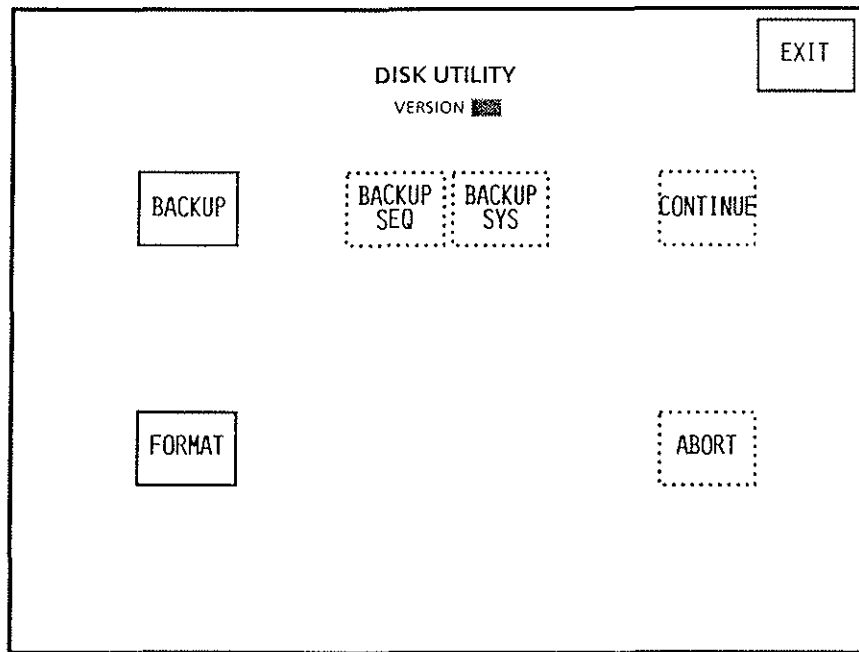 EXIT
DISK UTILITY
VERSION
BACKUP
BACKUP
SEQ
BACKUP
SYS
CONTINUE
FORMAT
ABORT